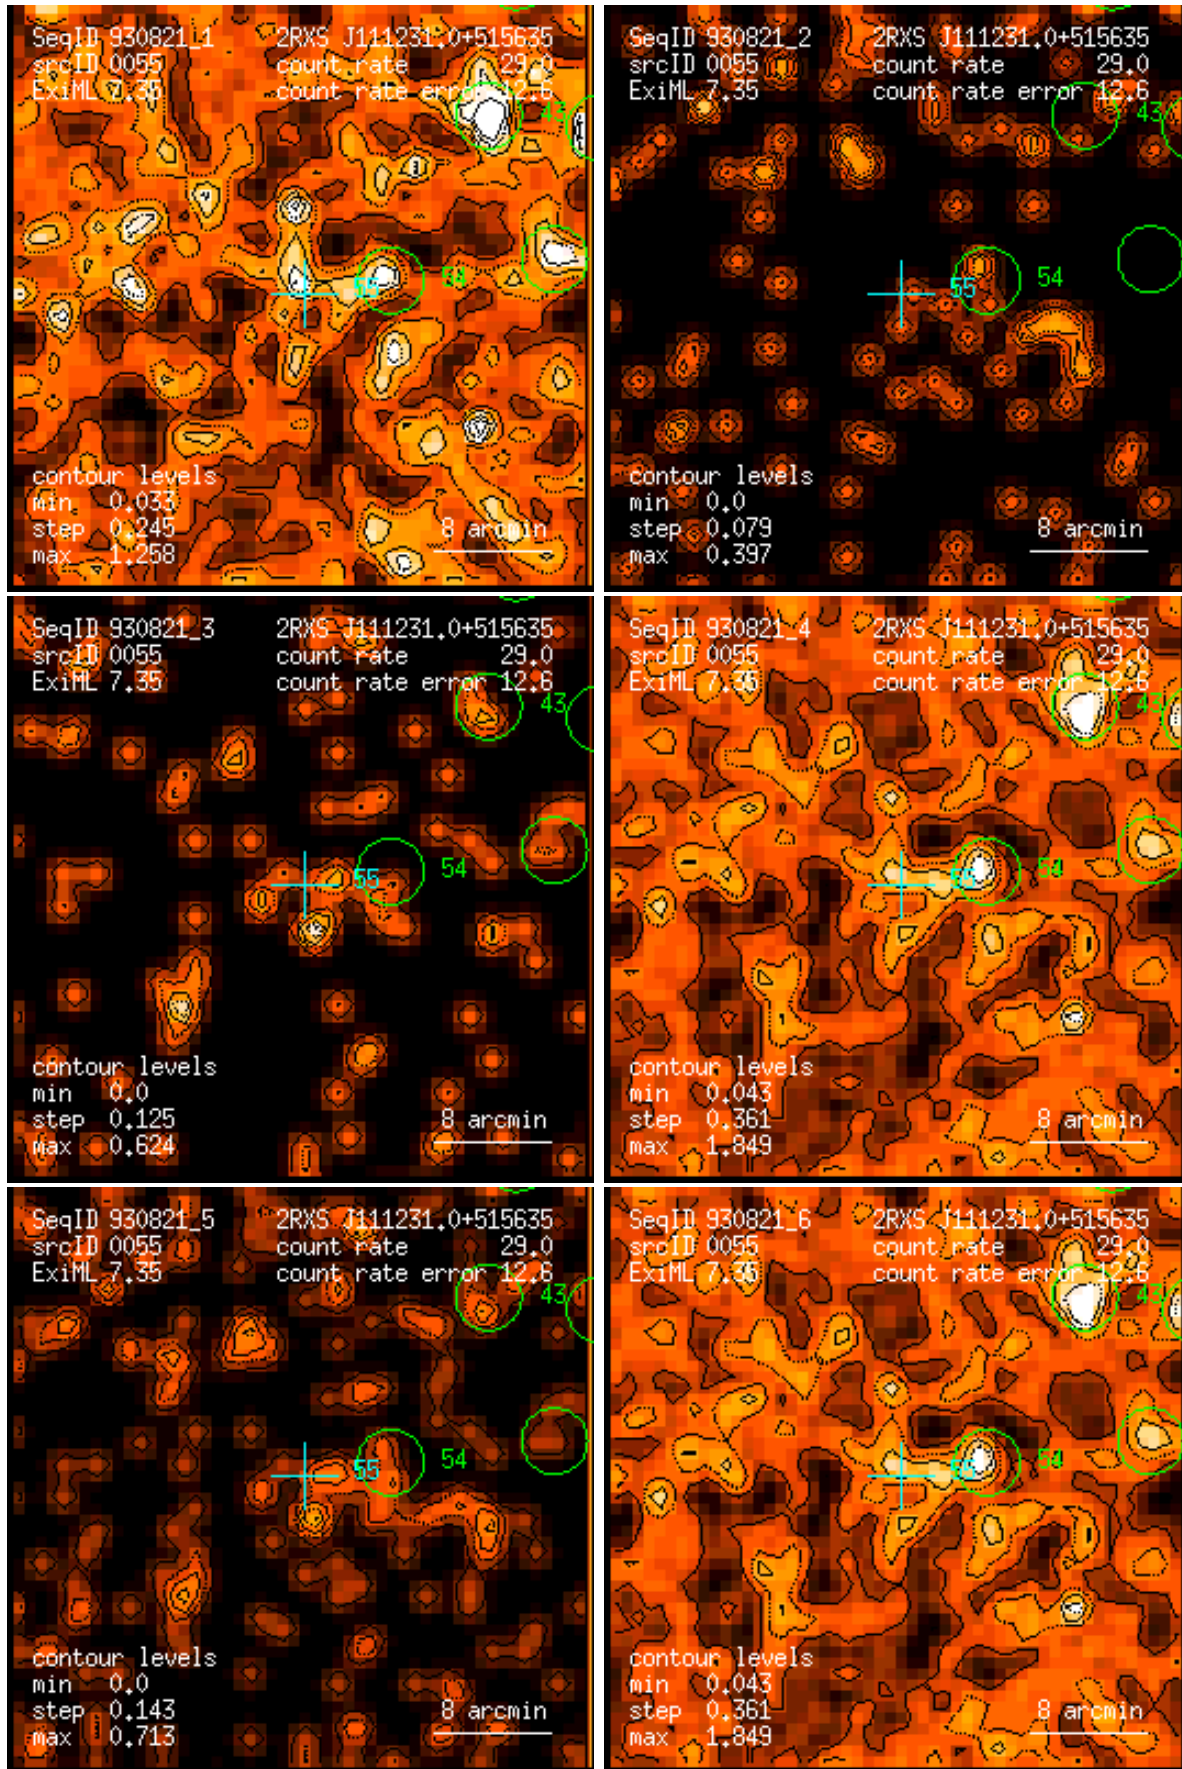 SeqID 930821_1 2RXS J111231.0+515635
srcID 0055 count rate 29.0
ExiML 7.35 count rate error 12.6
43
54
55
contour levels
min 0.033
step 0.245
max 1.258
8 arcmin
SeqID 930821_2 2RXS J111231.0+515635
srcID 0055 count rate 29.0
ExiML 7.35 count rate error 12.6
43
54
55
contour levels
min 0.0
step 0.079
max 0.397
8 arcmin
SeqID 930821_3 2RXS J111231.0+515635
srcID 0055 count rate 29.0
ExiML 7.35 count rate error 12.6
43
54
55
contour levels
min 0.0
step 0.125
max 0.624
8 arcmin
SeqID 930821_4 2RXS J111231.0+515635
srcID 0055 count rate 29.0
ExiML 7.35 count rate error 12.6
43
54
55
contour levels
min 0.043
step 0.361
max 1.849
8 arcmin
SeqID 930821_5 2RXS J111231.0+515635
srcID 0055 count rate 29.0
ExiML 7.35 count rate error 12.6
43
54
55
contour levels
min 0.0
step 0.143
max 0.713
8 arcmin
SeqID 930821_6 2RXS J111231.0+515635
srcID 0055 count rate 29.0
ExiML 7.35 count rate error 12.6
43
54
55
contour levels
min 0.043
step 0.361
max 1.849
8 arcmin